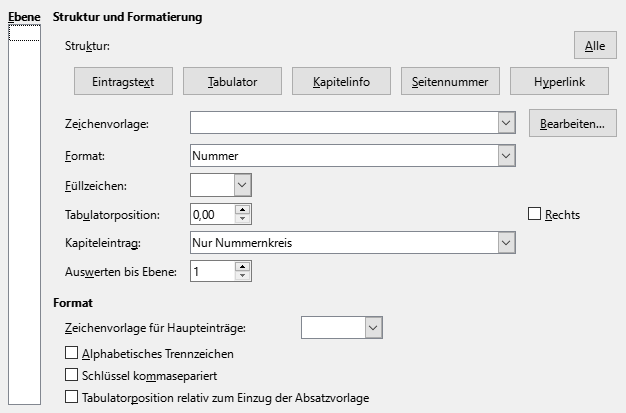 Ebene Struktur und Formatierung
Struktur: Alle
Eintragstext Tabulator Kapitelinfo Seitennummer Hyperlink
Zeichenvorlage: Bearbeiten...
Format: Nummer
Füllzeichen:
Tabulatorposition: 0,00 Rechts
Kapiteleintrag: Nur Nummernkreis
Auswerten bis Ebene: 1
Format
Zeichenvorlage für Haupteinträge:
Alphabetisches Trennzeichen
Schlüssel kommasepariert
Tabulatorposition relativ zum Einzug der Absatzvorlage